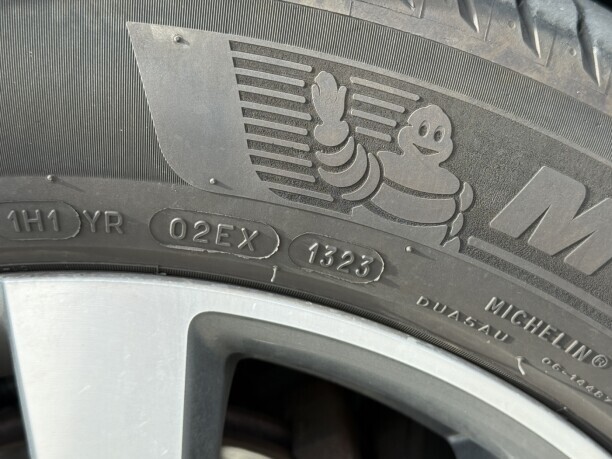 1H1 YR 02EX 1323
M
MICHELIN®
DUA5AU